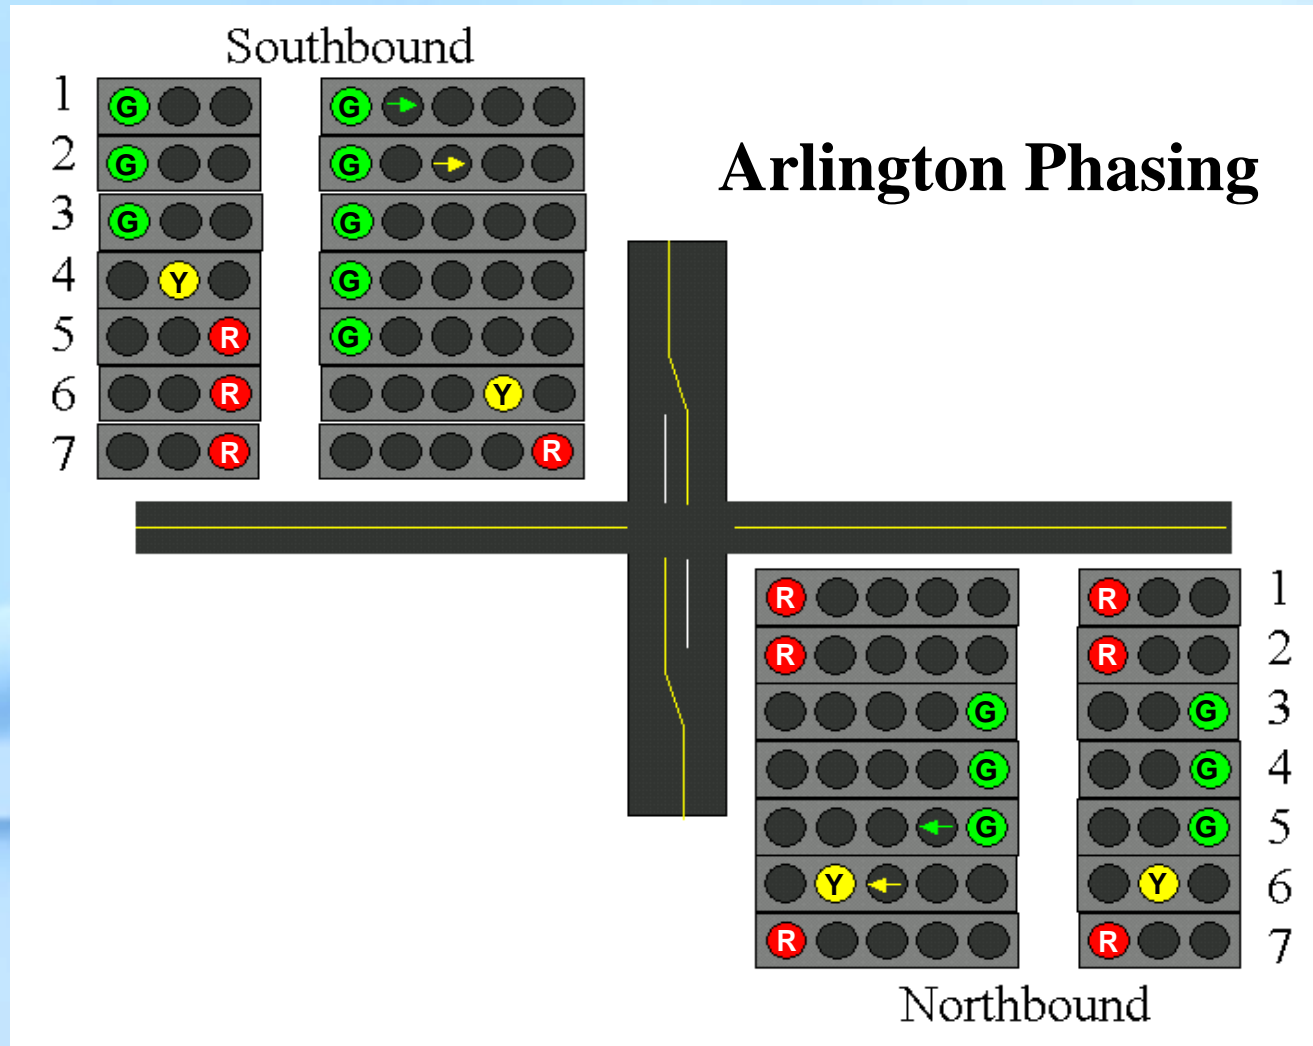 Southbound
Arlington Phasing
1 G G
2 G G
3 G G
4 Y G
5 R G
6 R Y
7 R R
R R 1
R R 2
G G 3
G G 4
G G 5
Y Y 6
R R 7
Northbound